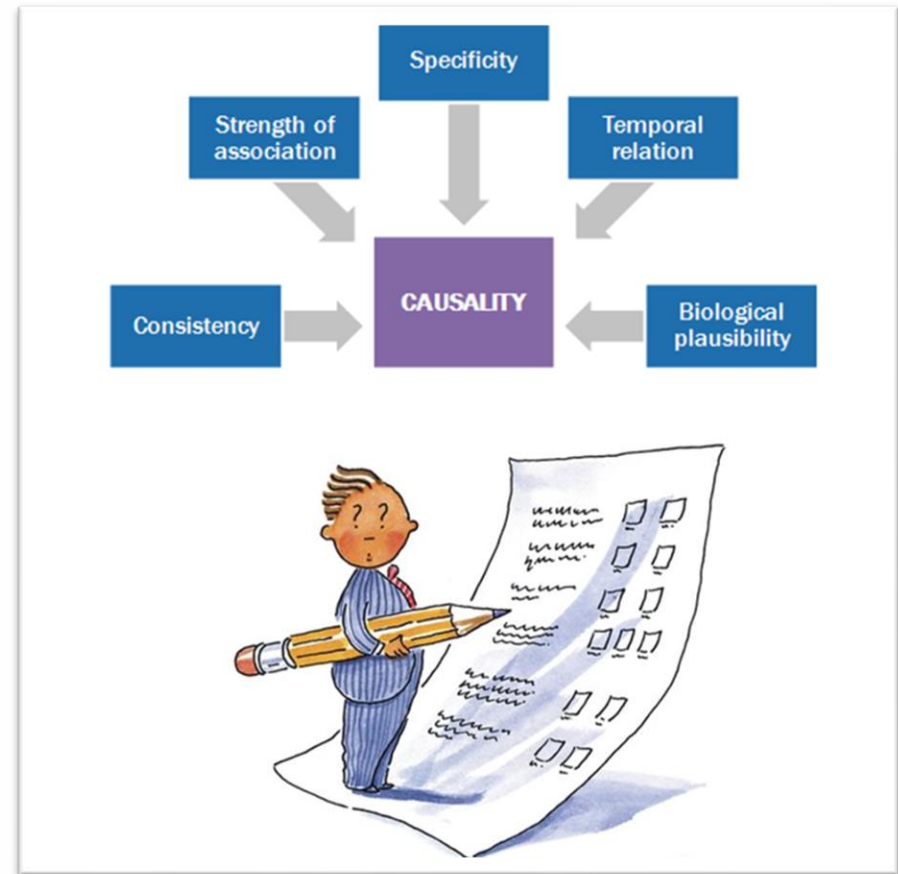 Specificity
Strength of
association
Temporal
relation
CAUSALITY
Consistency
Biological
plausibility
? ?